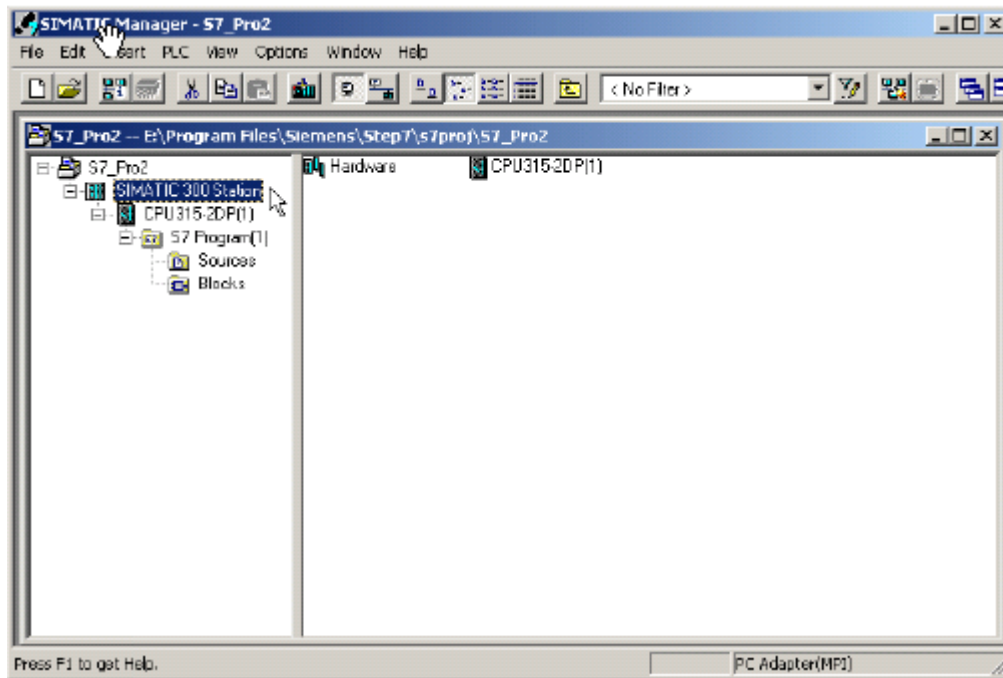 SIMATIC Manager - S7_Pro2
File Edit Insert PLC View Options Window Help
< No Filter >
S7_Pro2 -- E:\Program Files\Siemens\Step7\s7proj\S7_Pro2
S7_Pro2
SIMATIC 300 Station
CPU315-2DP(1)
S7 Program(1)
Sources
Blocks
Hardware
CPU315-2DP(1)
Press F1 to get Help.
PC Adapter(MPI)